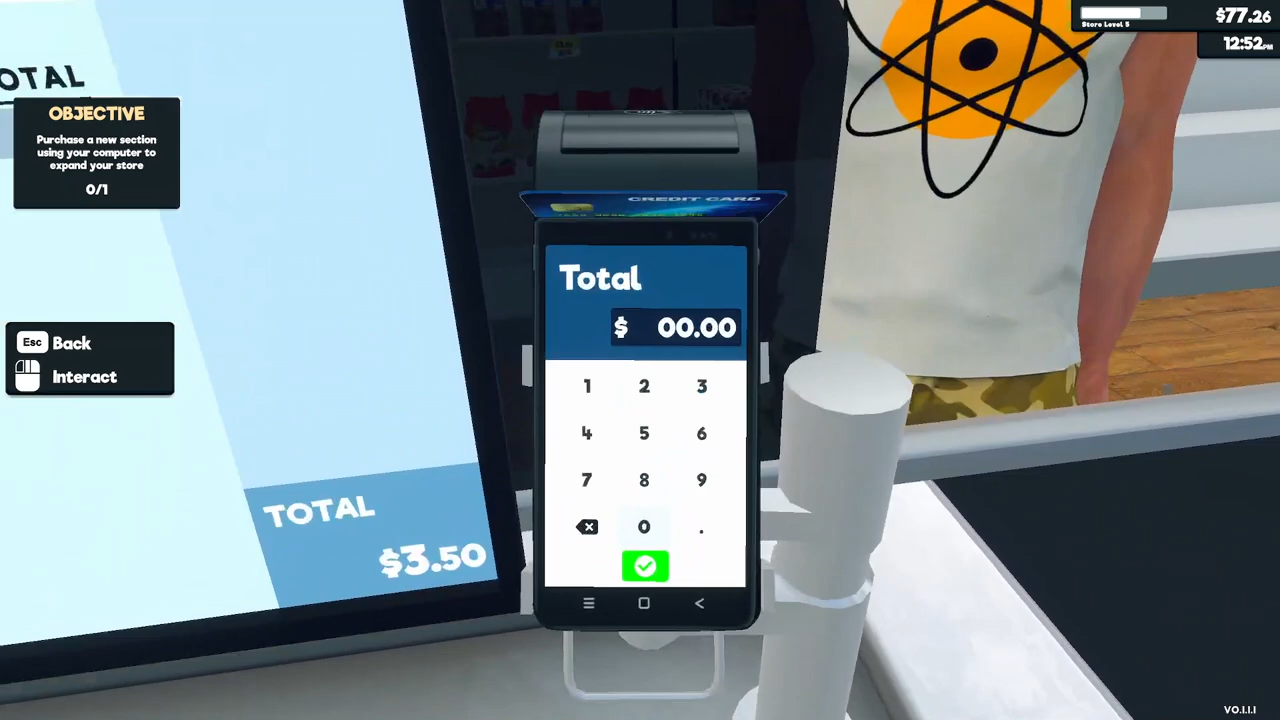 OTAL
OBJECTIVE
Purchase a new section
using your computer to
expand your store
0/1
Esc Back
Interact
TOTAL
$3.50
CREDIT CARD
Total
$ 00.00
1 2 3
4 5 6
7 8 9
0 .
Store Level 5
$77.26
12:52PM
V0.1.1.1